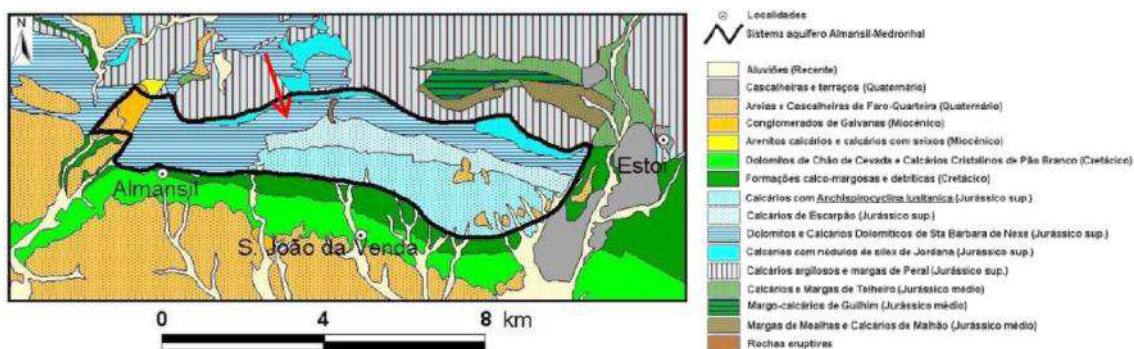 N
Almansil
S. João da Venda
Estoi
0 4 8 km
Localidades
Sistema aquífero Almansil-Medronhal
Aluviões (Recente)
Cascalheiras e terraços (Quaternário)
Areias e Cascalheiras de Faro-Quarteira (Quaternário)
Conglomerados de Galvanas (Miocénico)
Arenitos calcários e calcários com seixos (Miocénico)
Dolomitos de Chão de Cevada e Calcários Cristalinos de Pão Branco (Cretácico)
Formações calco-margosas e detríticas (Cretácico)
Calcários com Anchispirocyclina lusitanica (Jurássico sup.)
Calcários de Escarpão (Jurássico sup.)
Dolomitos e Calcários Dolomíticos de Sta Bárbara de Nexe (Jurássico sup.)
Calcários com nódulos de sílex de Jordana (Jurássico sup.)
Calcários argilosos e margas de Peral (Jurássico sup.)
Calcários e Margas de Telheiro (Jurássico médio)
Margo-calcários de Guilhim (Jurássico médio)
Margas de Mealhas e Calcários de Malhão (Jurássico médio)
Rochas eruptivas